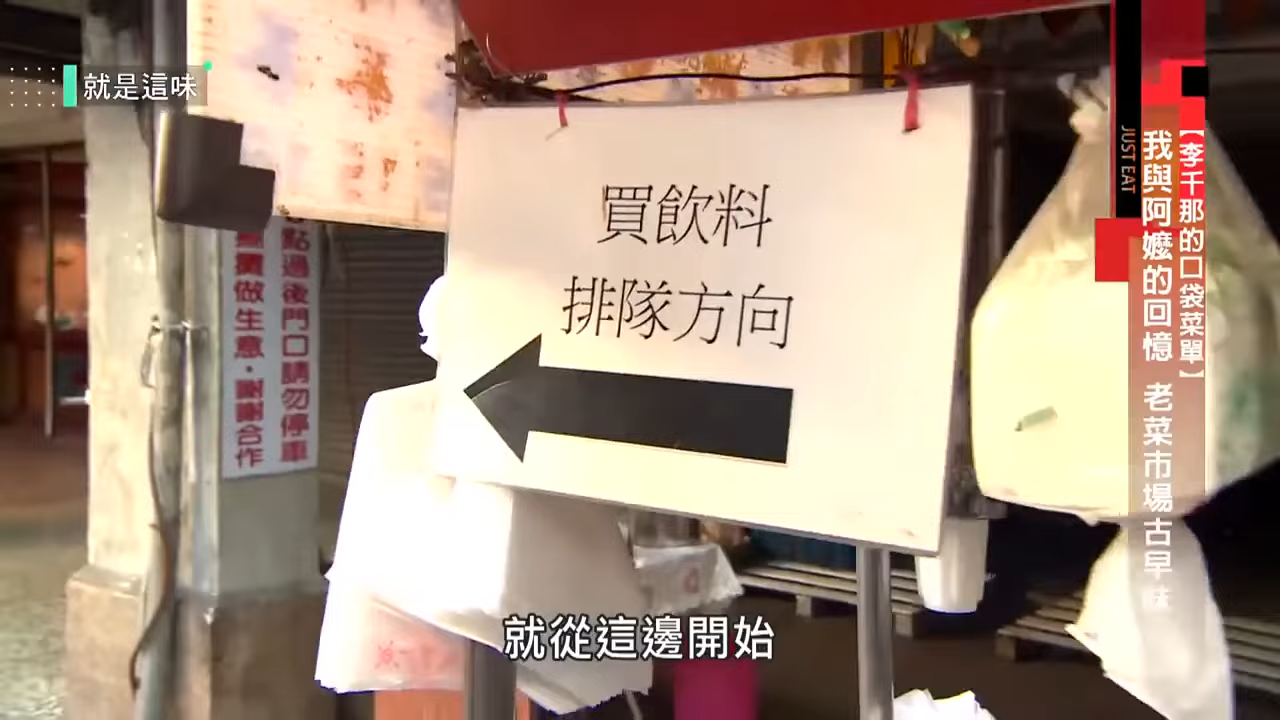 就是這味
買飲料
排隊方向
點過後門口請勿停車
賣做生意,謝謝合作
JUST EAT
【李千那的口袋菜單】
我與阿嬤的回憶 老菜市場古早味
就從這邊開始